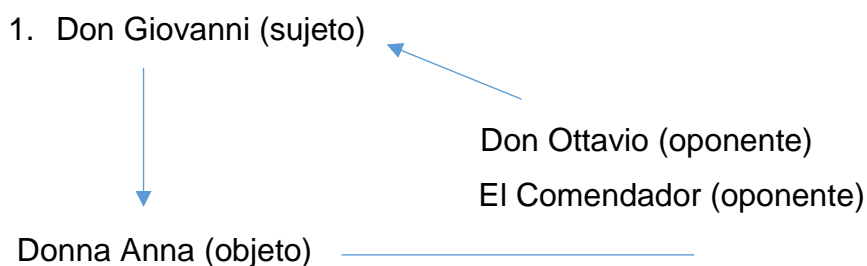 1. Don Giovanni (sujeto)
Don Ottavio (oponente)
El Comendador (oponente)
Donna Anna (objeto)